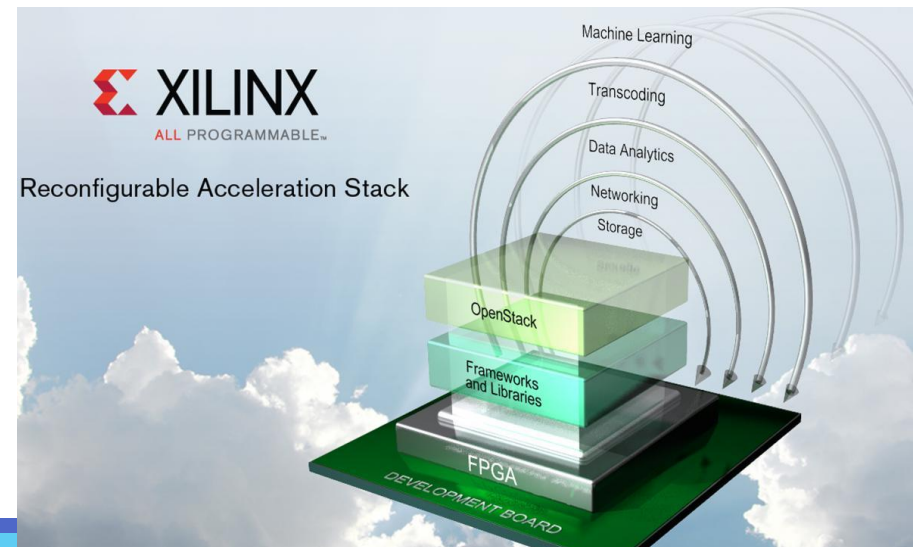 XILINX
ALL PROGRAMMABLE™
Reconfigurable Acceleration Stack
Machine Learning
Transcoding
Data Analytics
Networking
Storage
OpenStack
Frameworks
and Libraries
FPGA
DEVELOPMENT BOARD